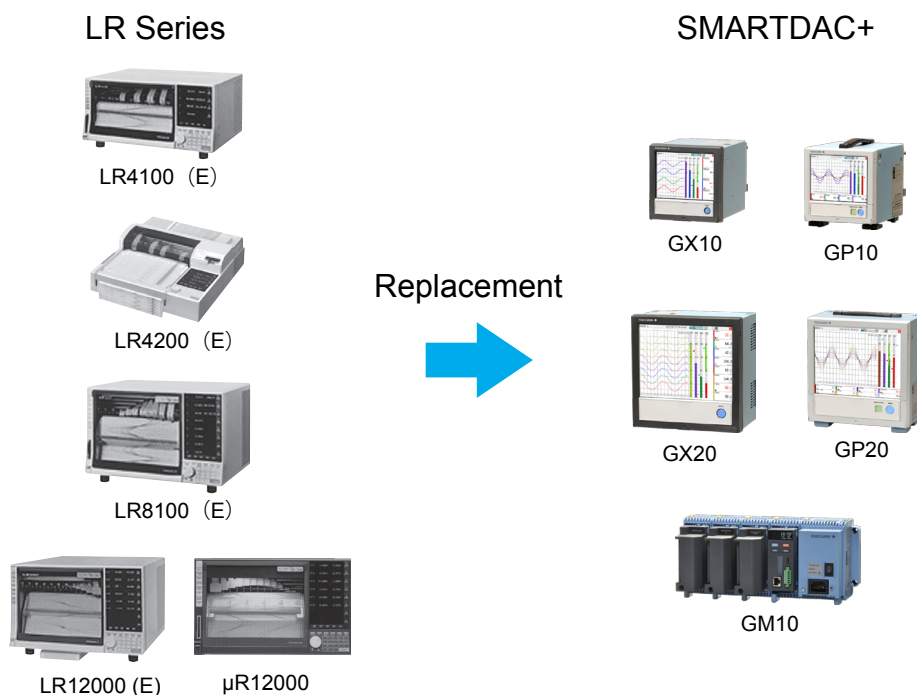 LR Series
SMARTDAC+
LR4100 （E）
LR4200 （E）
LR8100 （E）
LR12000 (E)
µR12000
Replacement
GX10
GP10
GX20
GP20
GM10